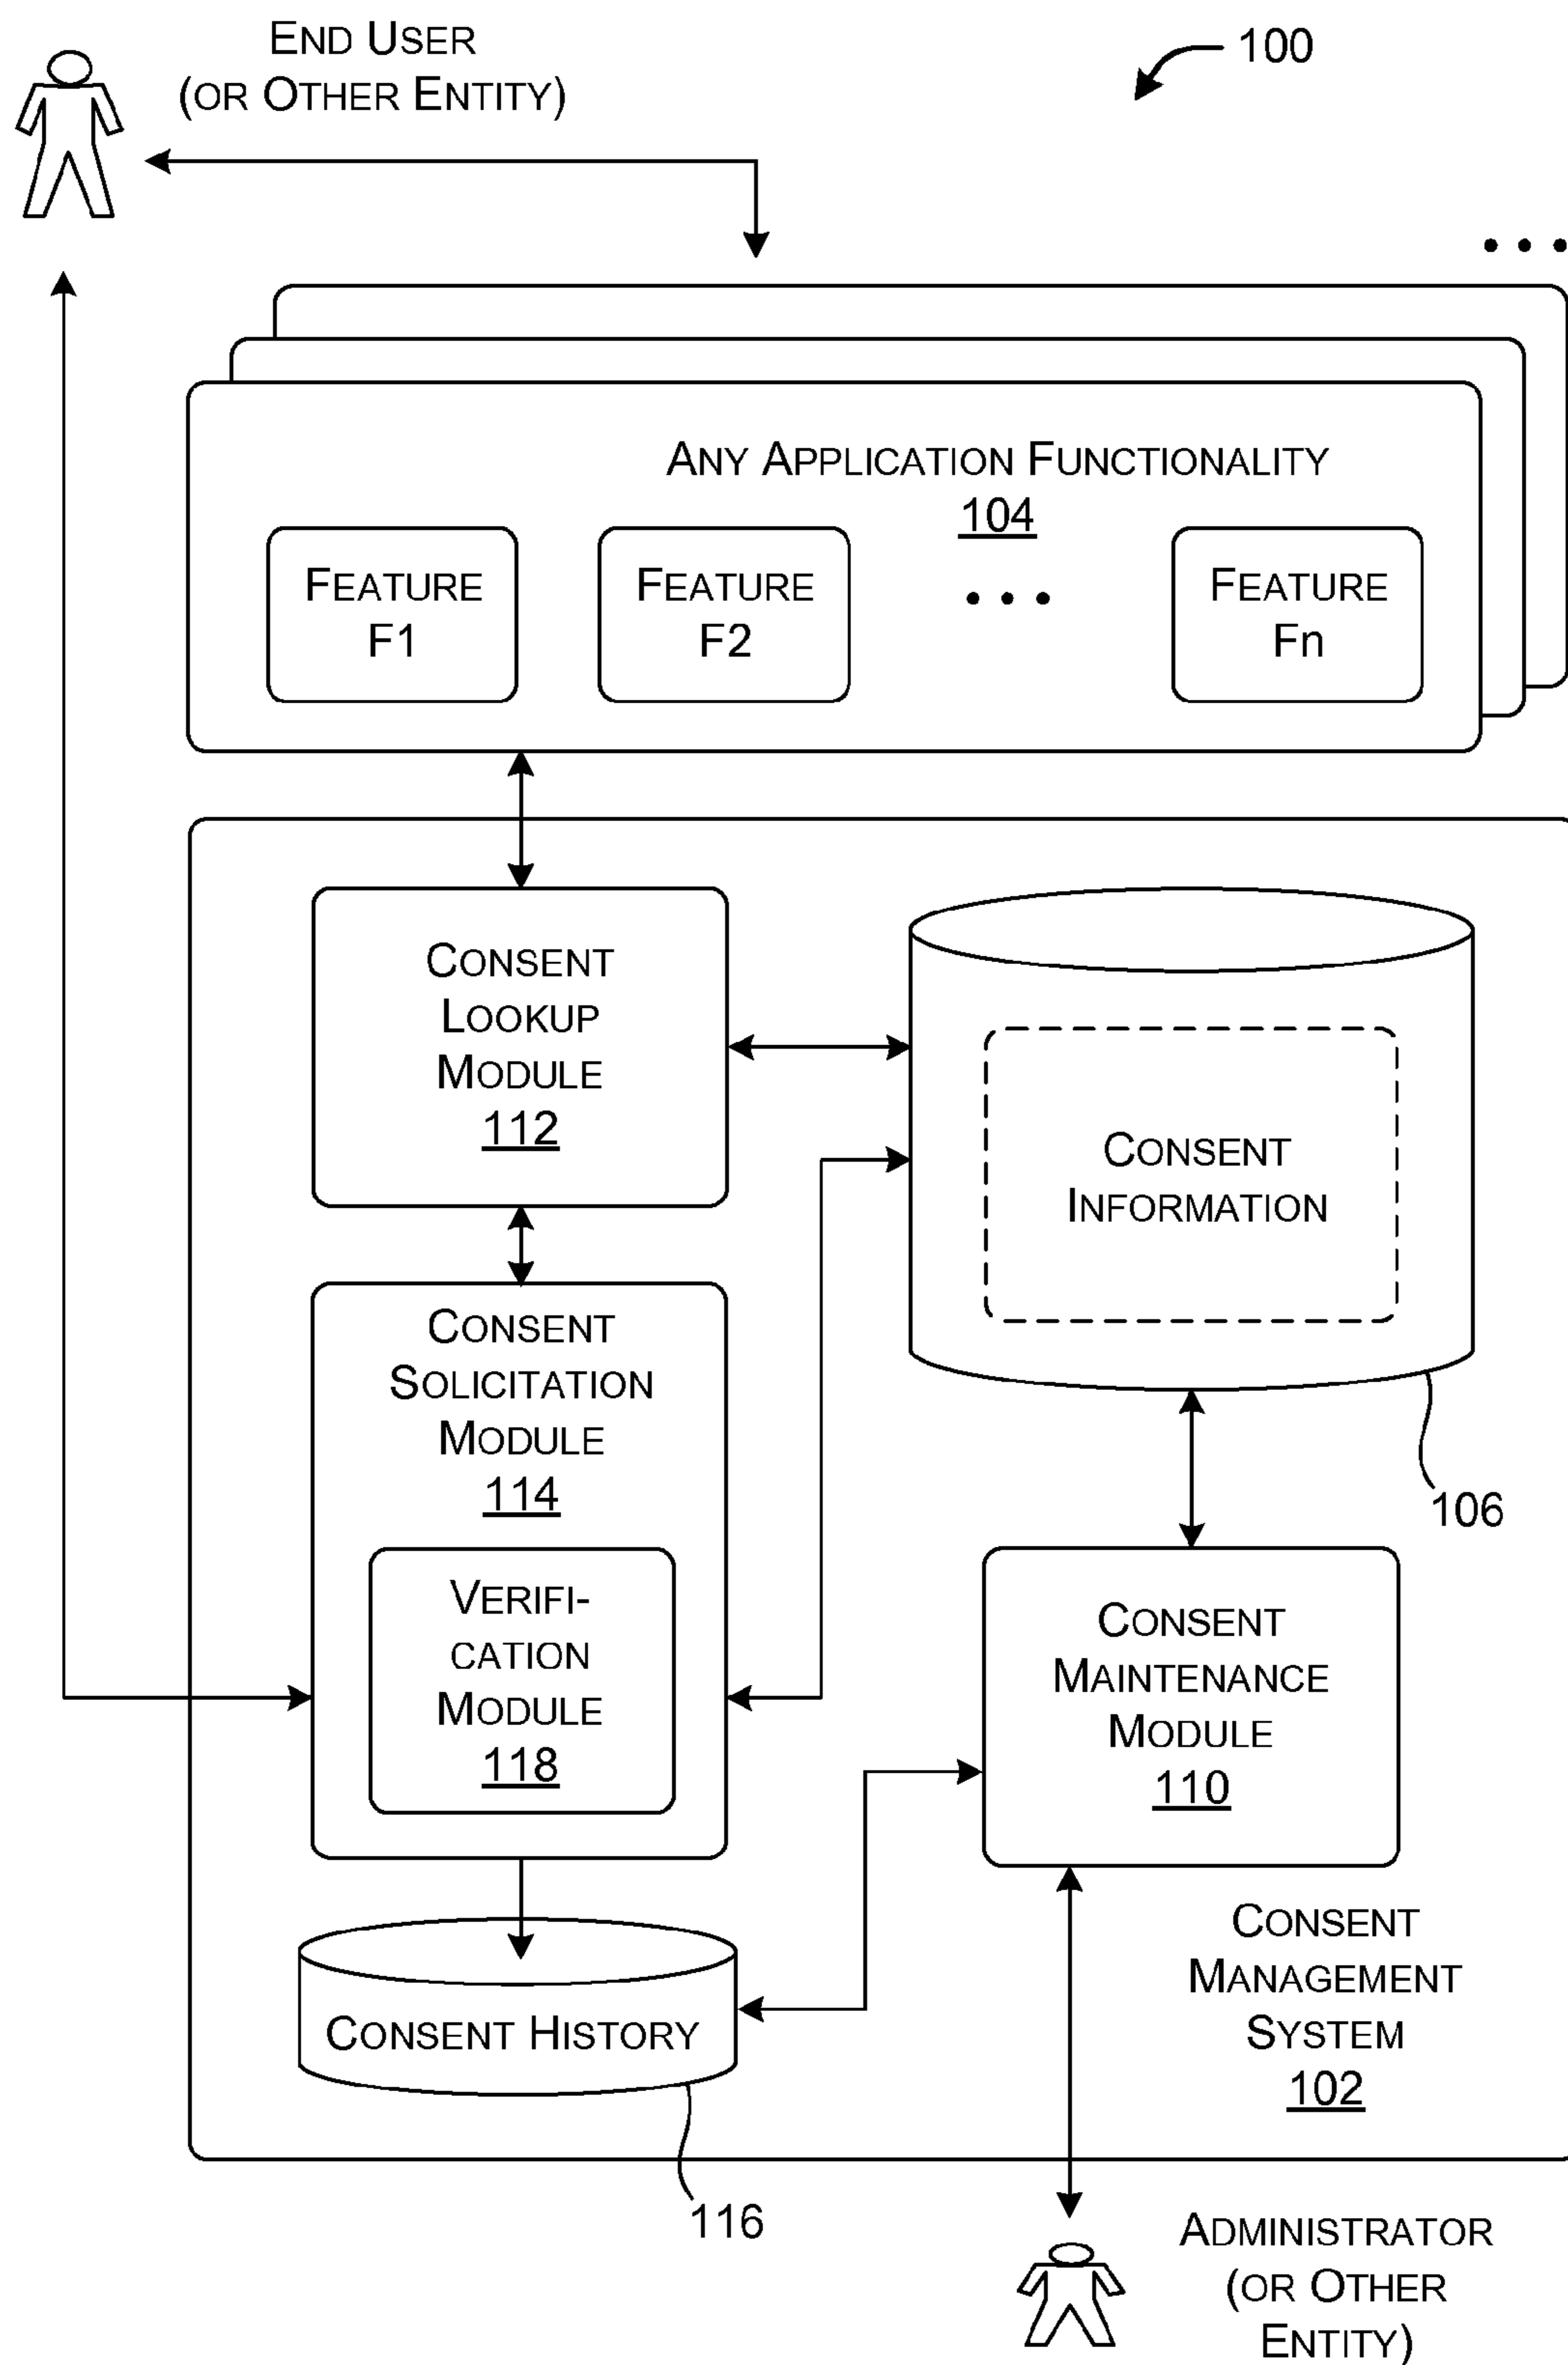 End User
(or Other Entity)
100
• • •
Any Application Functionality
104
Feature
F1
Feature
F2
• • •
Feature
Fn
Consent
Lookup
Module
112
Consent
Information
106
Consent
Solicitation
Module
114
Verifi-
cation
Module
118
Consent
Maintenance
Module
110
Consent History
116
Consent
Management
System
102
Administrator
(or Other
Entity)